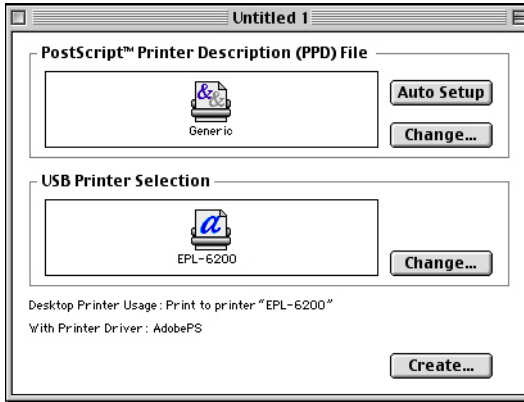 Untitled 1
PostScript™ Printer Description (PPD) File
&&
Generic
Auto Setup
Change...
USB Printer Selection
a
EPL-6200
Change...
Desktop Printer Usage: Print to printer “EPL-6200”
With Printer Driver: AdobePS
Create...